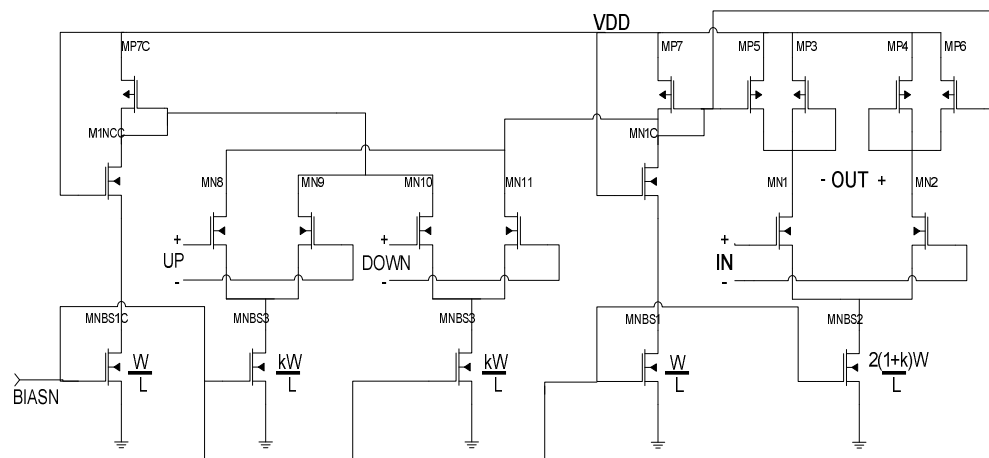 VDD
MP7C
MP7
MP5
MP3
MP4
MP6
M1NCC
MN1C
MN8
MN9
MN10
MN11
MN1
- OUT +
MN2
+
UP
-
+
DOWN
-
+
IN
-
MNBS1C
MNBS3
MNBS3
MNBS1
MNBS2
W
L
kW
L
kW
L
W
L
2(1+k)W
L
BIASN